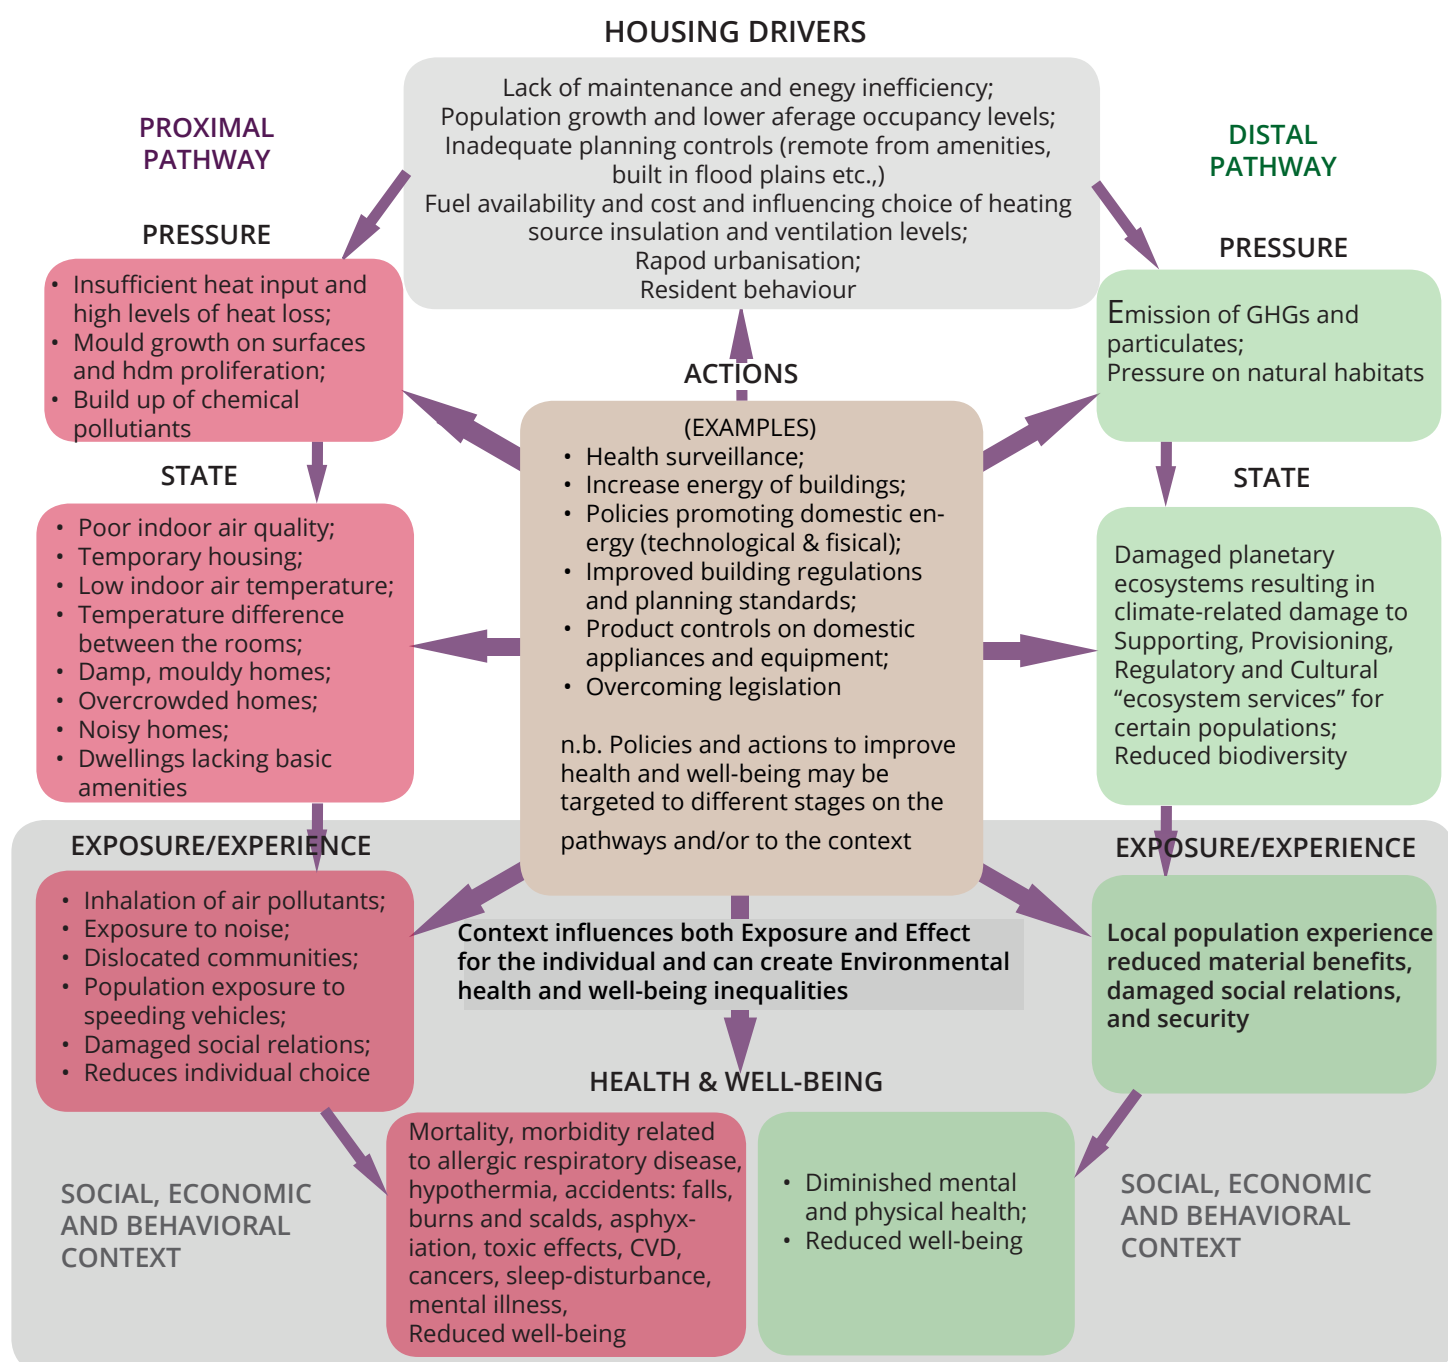 HOUSING DRIVERS
Lack of maintenance and enegy inefficiency;
Population growth and lower aferage occupancy levels;
Inadequate planning controls (remote from amenities,
built in flood plains etc.,)
Fuel availability and cost and influencing choice of heating
source insulation and ventilation levels;
Rapod urbanisation;
Resident behaviour
PROXIMAL
PATHWAY
PRESSURE
• Insufficient heat input and
high levels of heat loss;
• Mould growth on surfaces
and hdm proliferation;
• Build up of chemical
pollutiants
STATE
• Poor indoor air quality;
• Temporary housing;
• Low indoor air temperature;
• Temperature difference
between the rooms;
• Damp, mouldy homes;
• Overcrowded homes;
• Noisy homes;
• Dwellings lacking basic
amenities
EXPOSURE/EXPERIENCE
• Inhalation of air pollutants;
• Exposure to noise;
• Dislocated communities;
• Population exposure to
speeding vehicles;
• Damaged social relations;
• Reduces individual choice
SOCIAL, ECONOMIC
AND BEHAVIORAL
CONTEXT
ACTIONS
(EXAMPLES)
• Health surveillance;
• Increase energy of buildings;
• Policies promoting domestic en-
ergy (technological & fisical);
• Improved building regulations
and planning standards;
• Product controls on domestic
appliances and equipment;
• Overcoming legislation
n.b. Policies and actions to improve
health and well-being may be
targeted to different stages on the
pathways and/or to the context
Context influences both Exposure and Effect
for the individual and can create Environmental
health and well-being inequalities
HEALTH & WELL-BEING
Mortality, morbidity related
to allergic respiratory disease,
hypothermia, accidents: falls,
burns and scalds, asphyx-
iation, toxic effects, CVD,
cancers, sleep-disturbance,
mental illness,
Reduced well-being
• Diminished mental
and physical health;
• Reduced well-being
DISTAL
PATHWAY
PRESSURE
Emission of GHGs and
particulates;
Pressure on natural habitats
STATE
Damaged planetary
ecosystems resulting in
climate-related damage to
Supporting, Provisioning,
Regulatory and Cultural
“ecosystem services” for
certain populations;
Reduced biodiversity
EXPOSURE/EXPERIENCE
Local population experience
reduced material benefits,
damaged social relations,
and security
SOCIAL, ECONOMIC
AND BEHAVIORAL
CONTEXT